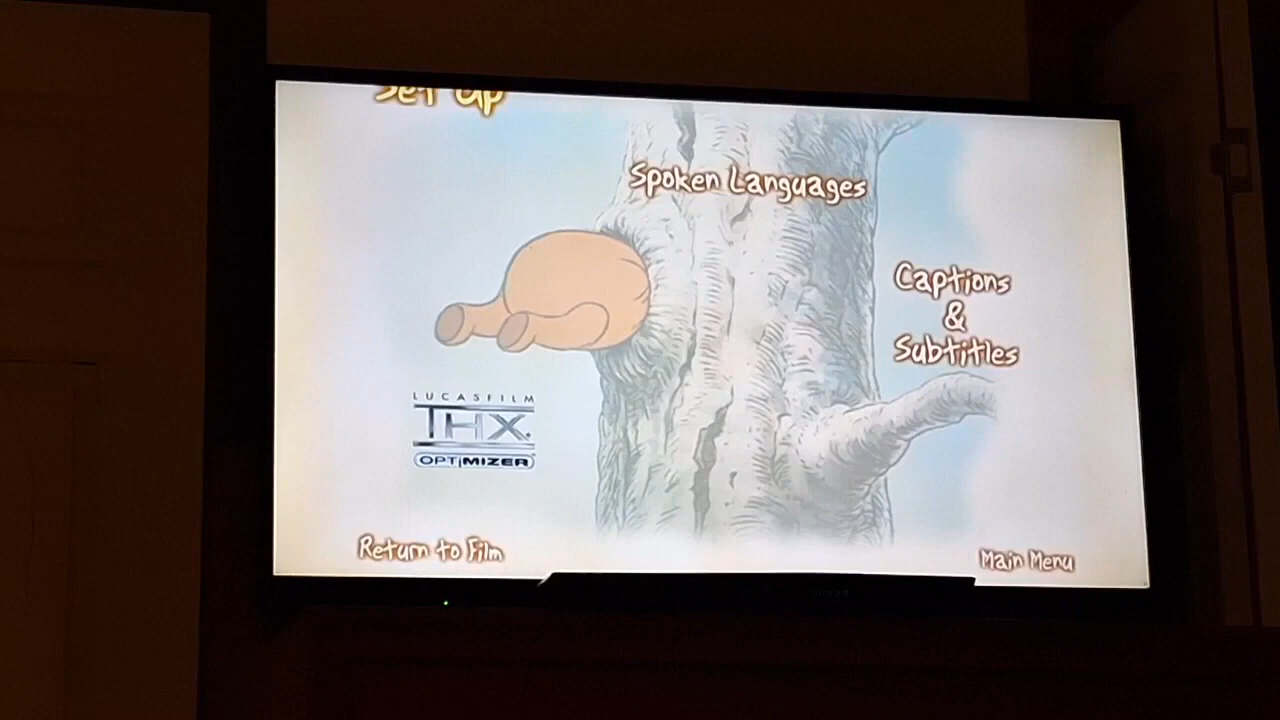 Set Up
Spoken Languages
Captions
&
Subtitles
LUCASFILM
THX
OPTIMIZER
Return to Film
Main Menu